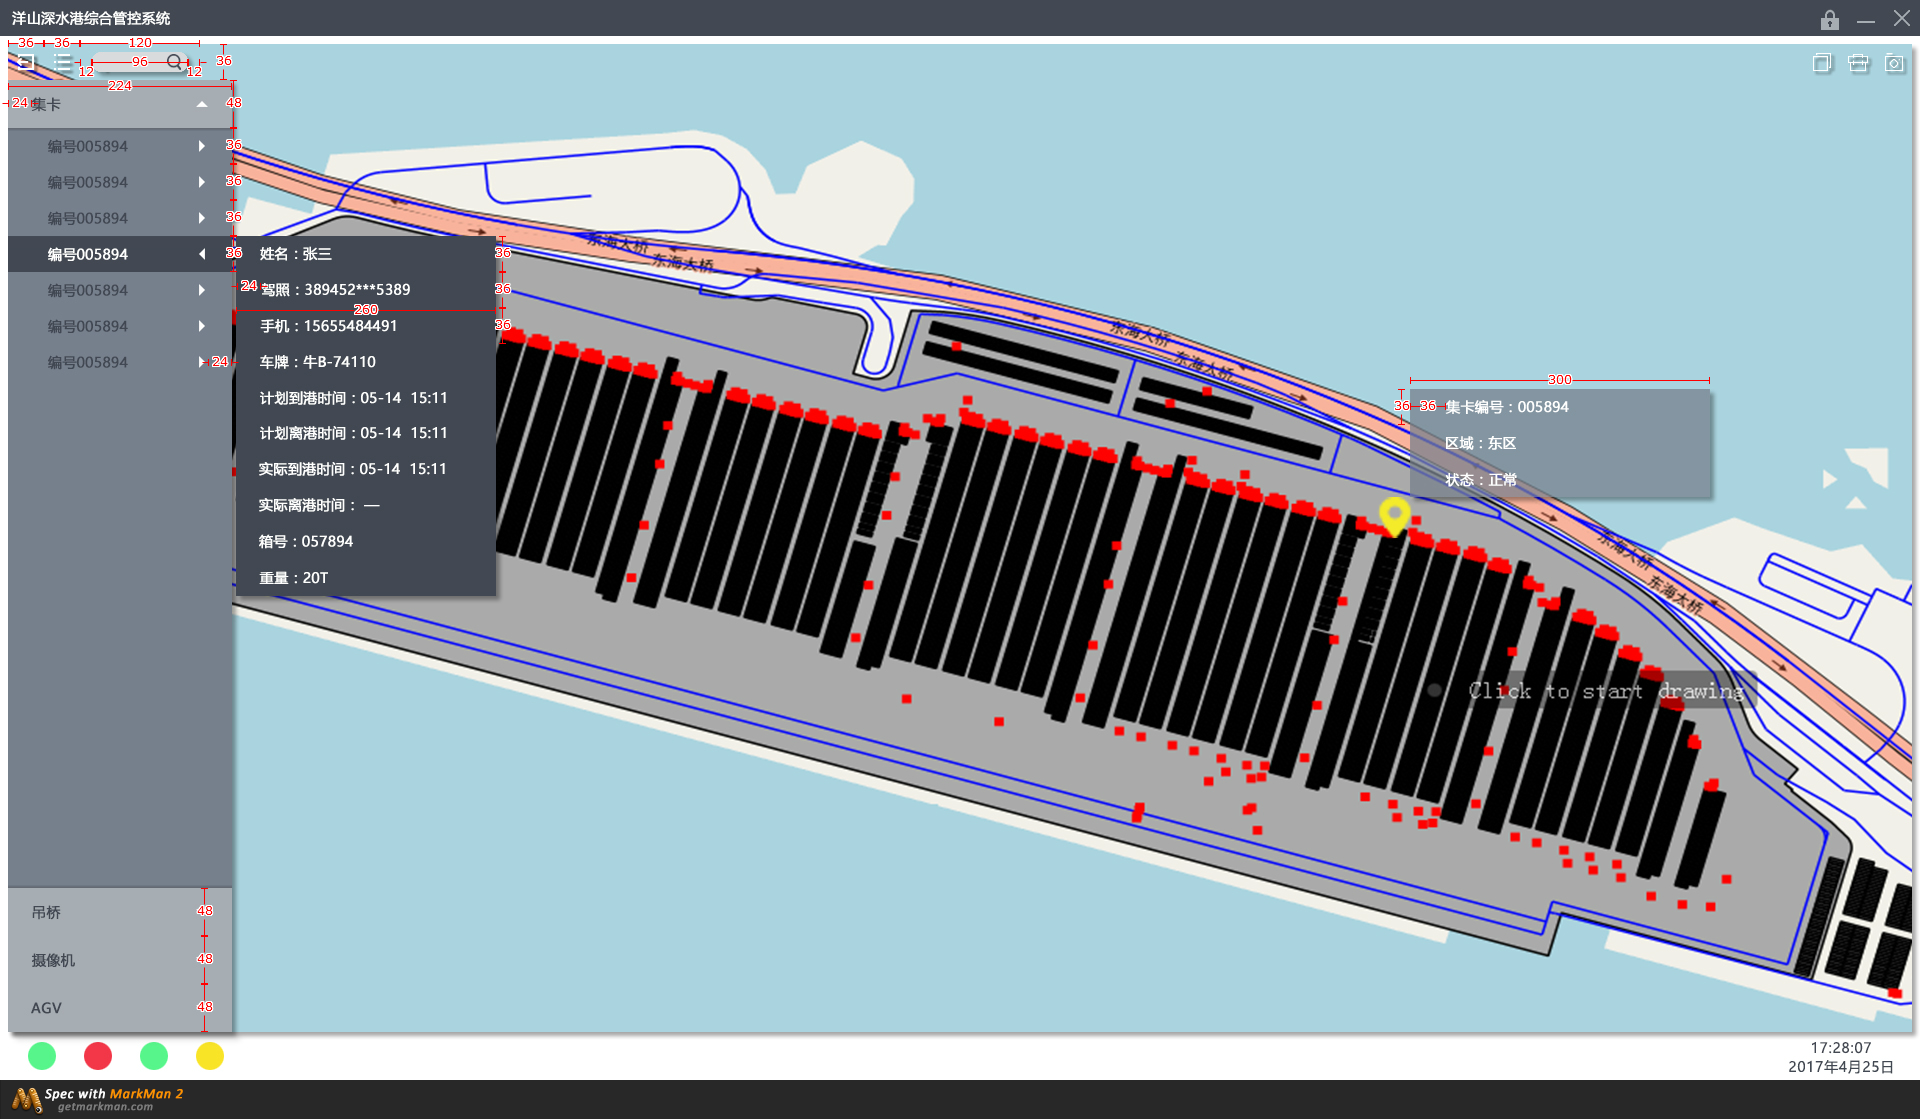 洋山深水港综合管控系统
36 36 120
96 36
12 12
224
24 集卡 48
编号005894 36
编号005894 36
编号005894 36
编号005894 36
编号005894
编号005894
编号005894 24
姓名：张三 36
24 驾照：389452***5389 36
260
手机：15655484491 36
车牌：牛B-74110
计划到港时间：05-14 15:11
计划离港时间：05-14 15:11
实际到港时间：05-14 15:11
实际离港时间： —
箱号：057894
重量：20T
东海大桥
东海大桥
东海大桥
东海大桥
300
36 36 集卡编号：005894
区域：东区
状态：正常
东海大桥
东海大桥
Click to start drawing
吊桥 48
摄像机 48
AGV 48
17:28:07
2017年4月25日
Spec with MarkMan 2
getmarkman.com